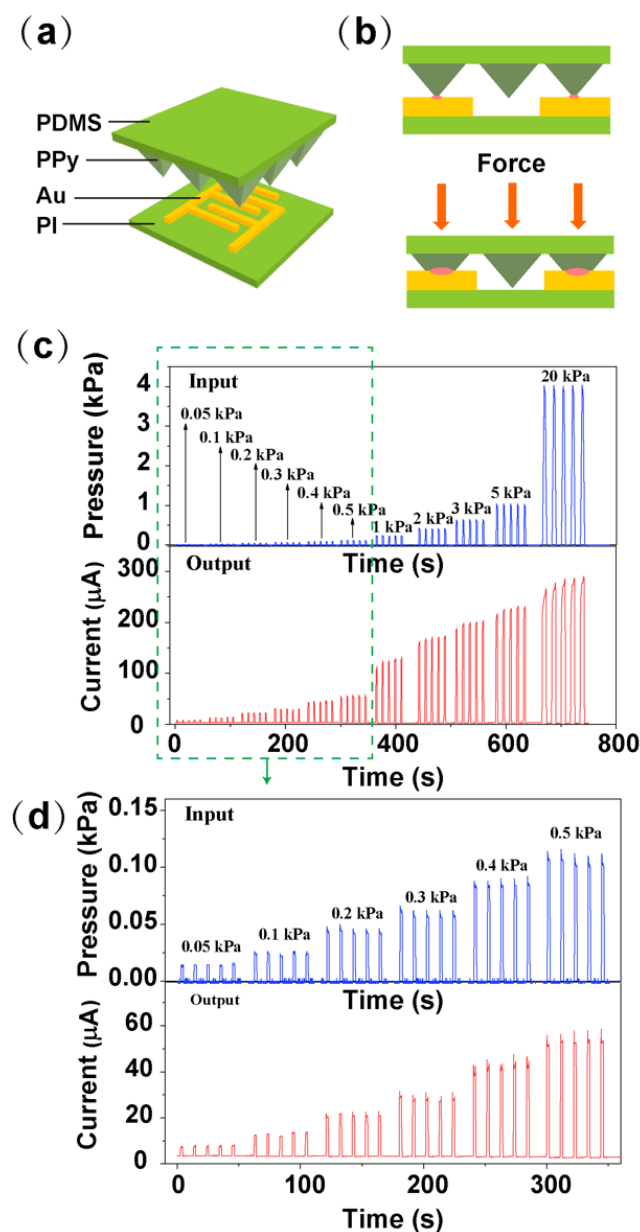 (a)
PDMS
PPy
Au
PI
(b)
Force
(c)
Input
Pressure (kPa)
4
3
2
1
0
0.05 kPa
0.1 kPa
0.2 kPa
0.3 kPa
0.4 kPa
0.5 kPa
1 kPa
2 kPa
3 kPa
5 kPa
20 kPa
Time (s)
Output
Current (μA)
300
200
100
0
0 200 400 600 800
Time (s)
(d)
Input
Pressure (kPa)
0.15
0.10
0.05
0.00
0.05 kPa
0.1 kPa
0.2 kPa
0.3 kPa
0.4 kPa
0.5 kPa
Time (s)
Output
Current (μA)
60
40
20
0
0 100 200 300
Time (s)